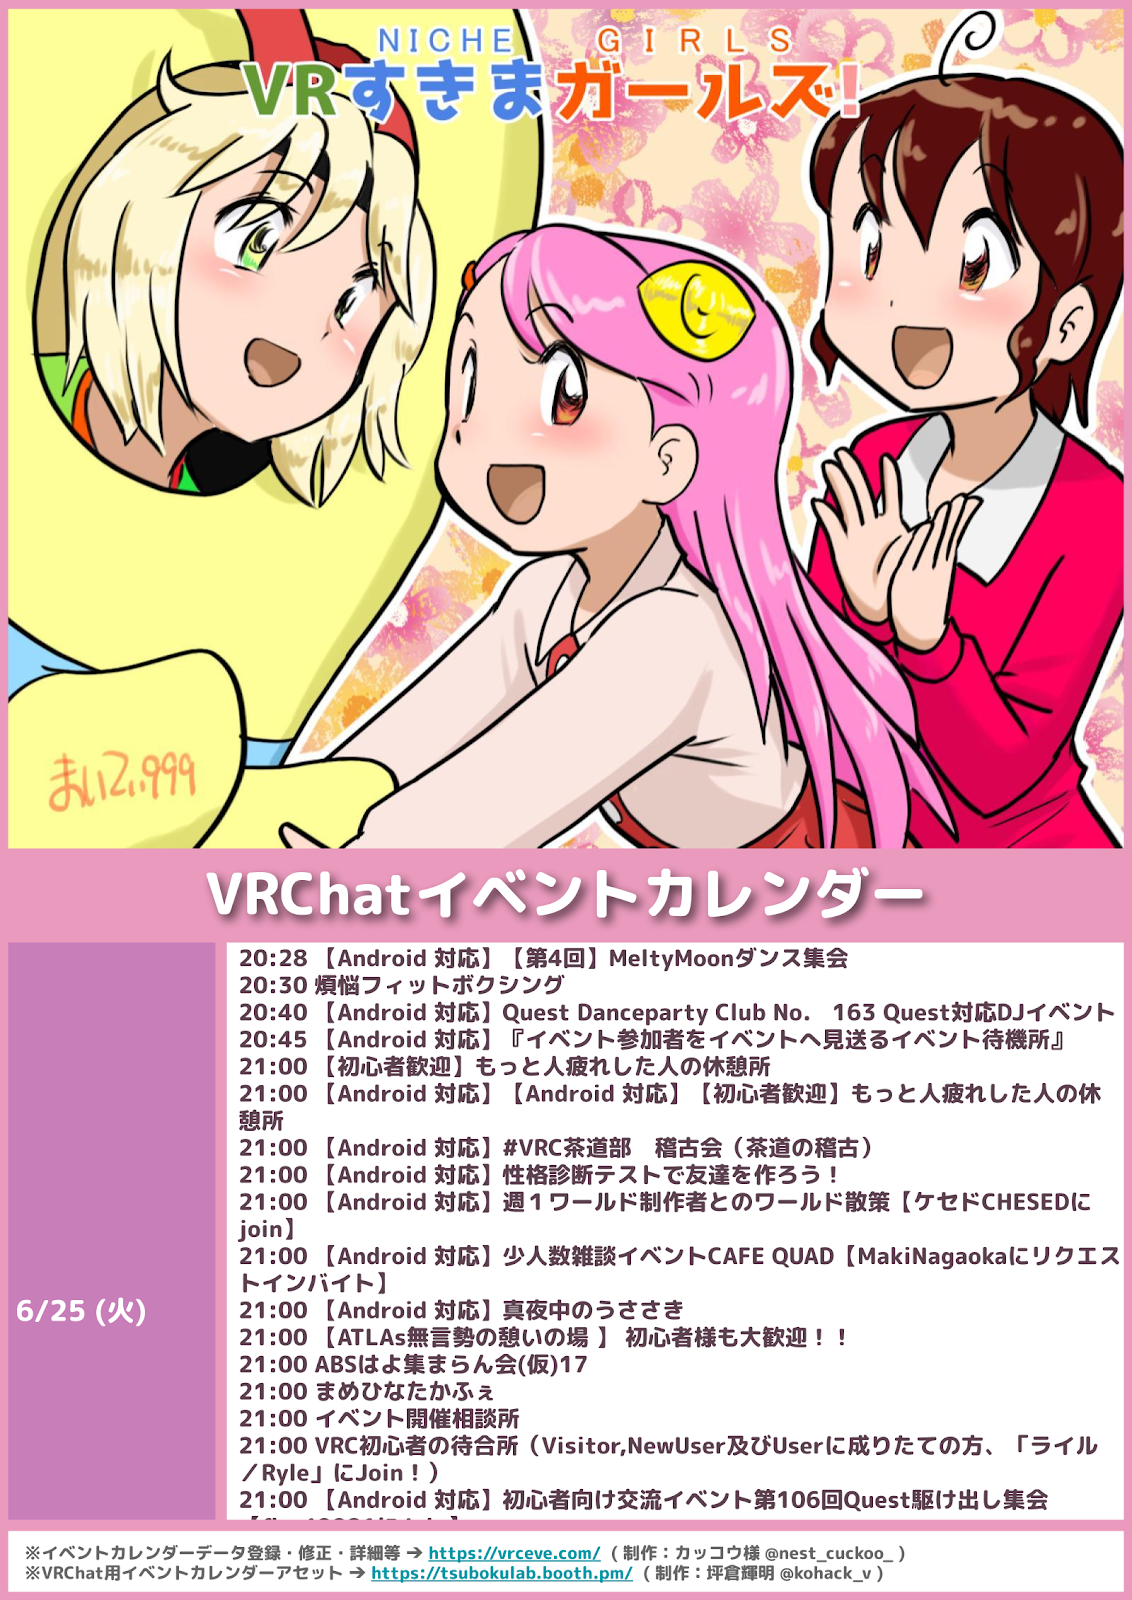 NICHE GIRLS
VRすきまガールズ!
まいてぃ999
VRChatイベントカレンダー
6/25 (火)
20:28 【Android 対応】【第4回】MeltyMoonダンス集会
20:30 煩悩フィットボクシング
20:40 【Android 対応】Quest Danceparty Club No. 163 Quest対応DJイベント
20:45 【Android 対応】『イベント参加者をイベントへ見送るイベント待機所』
21:00 【初心者歓迎】もっと人疲れした人の休憩所
21:00 【Android 対応】【Android 対応】【初心者歓迎】もっと人疲れした人の休
憩所
21:00 【Android 対応】#VRC茶道部　稽古会（茶道の稽古）
21:00 【Android 対応】性格診断テストで友達を作ろう！
21:00 【Android 対応】週１ワールド制作者とのワールド散策【ケセドCHESEDに
join】
21:00 【Android 対応】少人数雑談イベントCAFE QUAD【MakiNagaokaにリクエス
トインバイト】
21:00 【Android 対応】真夜中のうささき
21:00 【ATLAs無言勢の憩いの場 】 初心者様も大歓迎！！
21:00 ABSはよ集まらん会(仮)17
21:00 まめひなたかふぇ
21:00 イベント開催相談所
21:00 VRC初心者の待合所（Visitor,NewUser及びUserに成りたての方、「ライル
／Ryle」にJoin！）
21:00 【Android 対応】初心者向け交流イベント第106回Quest駆け出し集会
※イベントカレンダーデータ登録・修正・詳細等 ➔ https://vrceve.com/ ( 制作：カッコウ様 @nest_cuckoo_ )
※VRChat用イベントカレンダーアセット ➔ https://tsubokulab.booth.pm/ ( 制作：坪倉輝明 @kohack_v )